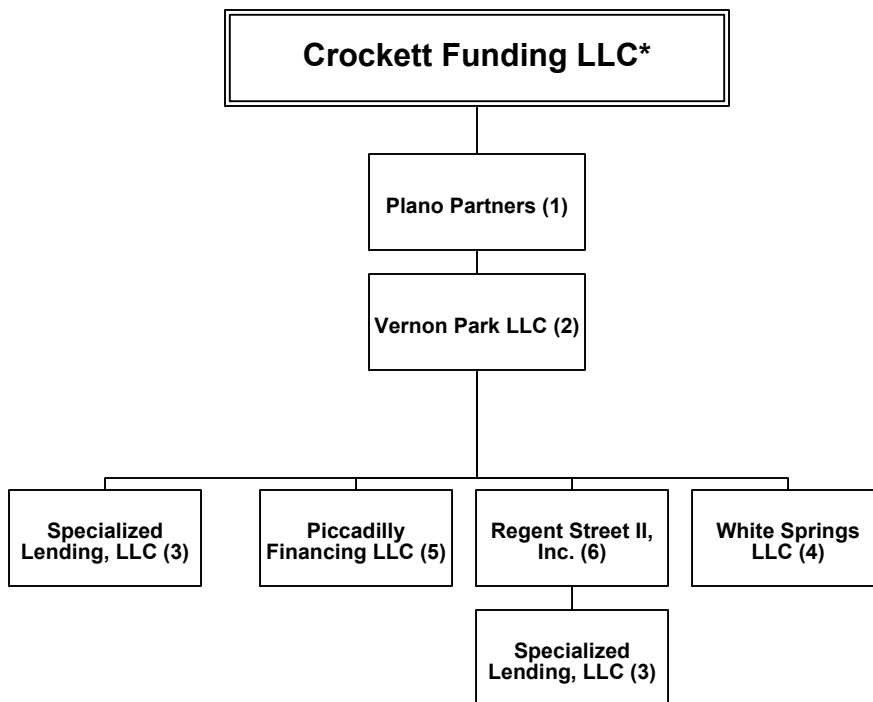 Crockett Funding LLC*
Plano Partners (1)
Vernon Park LLC (2)
Specialized
Lending, LLC (3)
Piccadilly
Financing LLC (5)
Regent Street II,
Inc. (6)
White Springs
LLC (4)
Specialized
Lending, LLC (3)